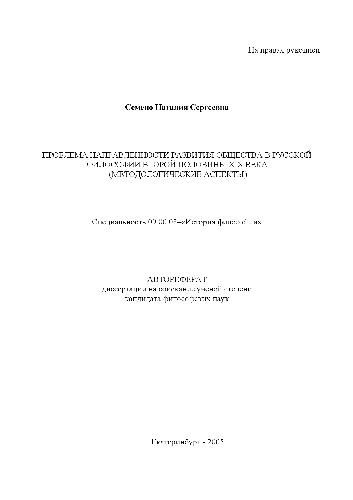 На правах рукописи
Семено Наталия Сергеевна
ПРОБЛЕМА НАПРАВЛЕННОСТИ РАЗВИТИЯ ОБЩЕСТВА В РУССКОЙ
ФИЛОСОФИИ ВТОРОЙ ПОЛОВИНЫ XIX ВЕКА
(МЕТОДОЛОГИЧЕСКИЕ АСПЕКТЫ)
Специальность 09.00.03 – «История философии»
АВТОРЕФЕРАТ
диссертации на соискание ученой степени
кандидата философских наук
Екатеринбург - 2005